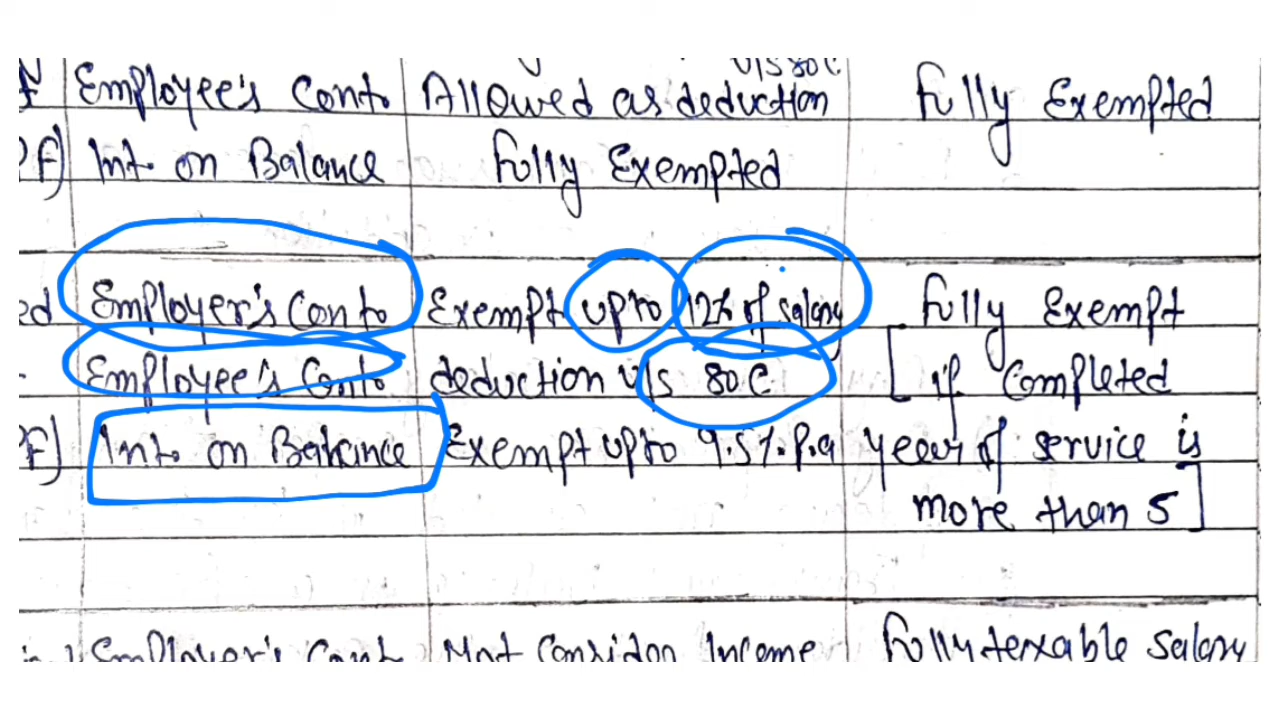 U/S 80C
Employee's Conto Allowed as deduction Fully Exempted
F) Int. on Balance Fully Exempted
ed Employer's Conto Exempt upto 12% of salary Fully Exempt
Employee's Conto deduction U/S 80C [if Completed
F) Int. on Balance Exempt upto 9.5%.P.a year of service is
more than 5]
Employer's Cont Not Consider Income Fully taxable Salary